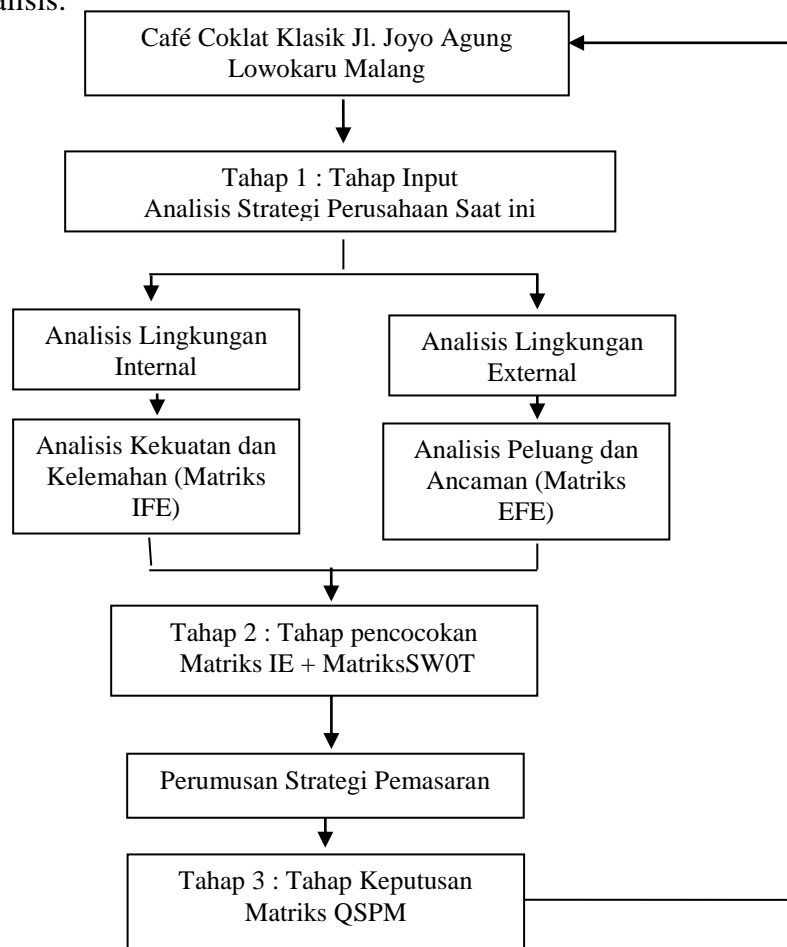 alisis.
Café Coklat Klasik Jl. Joyo Agung
Lowokaru Malang
Tahap 1 : Tahap Input
Analisis Strategi Perusahaan Saat ini
Analisis Lingkungan
Internal
Analisis Lingkungan
External
Analisis Kekuatan dan
Kelemahan (Matriks
IFE)
Analisis Peluang dan
Ancaman (Matriks
EFE)
Tahap 2 : Tahap pencocokan
Matriks IE + MatriksSW0T
Perumusan Strategi Pemasaran
Tahap 3 : Tahap Keputusan
Matriks QSPM